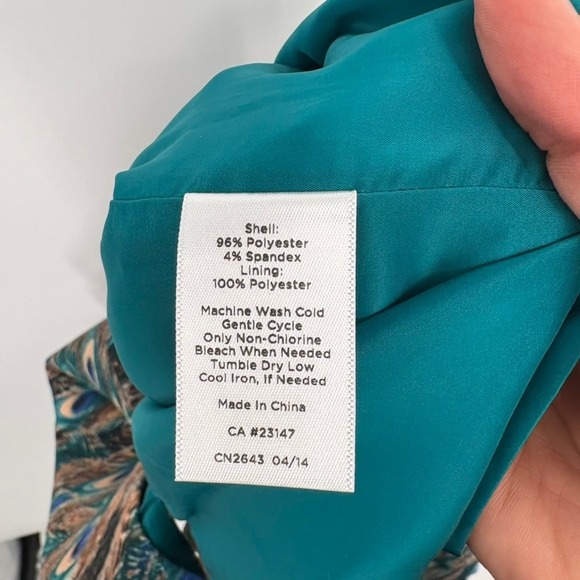 Shell:
96% Polyester
4% Spandex
Lining:
100% Polyester
Machine Wash Cold
Gentle Cycle
Only Non-Chlorine
Bleach When Needed
Tumble Dry Low
Cool Iron, If Needed
Made In China
CA #23147
CN2643 04/14